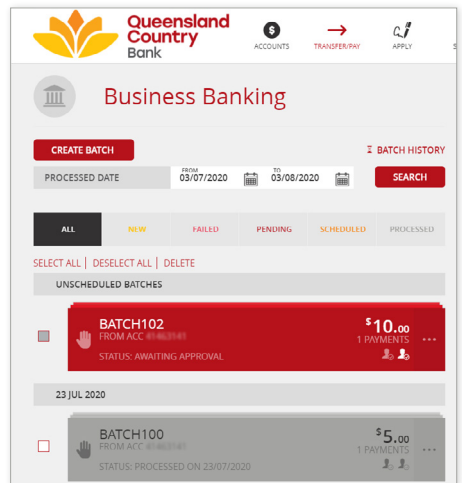 Queensland
Country
Bank
ACCOUNTS
TRANSFER/PAY
APPLY
Business Banking
CREATE BATCH
BATCH HISTORY
PROCESSED DATE
FROM
03/07/2020
TO
03/08/2020
SEARCH
ALL
NEW
FAILED
PENDING
SCHEDULED
PROCESSED
SELECT ALL | DESELECT ALL | DELETE
UNSCHEDULED BATCHES
BATCH102
$10.00
FROM ACC
1 PAYMENTS
STATUS: AWAITING APPROVAL
23 JUL 2020
BATCH100
$5.00
FROM ACC
1 PAYMENTS
STATUS: PROCESSED ON 23/07/2020